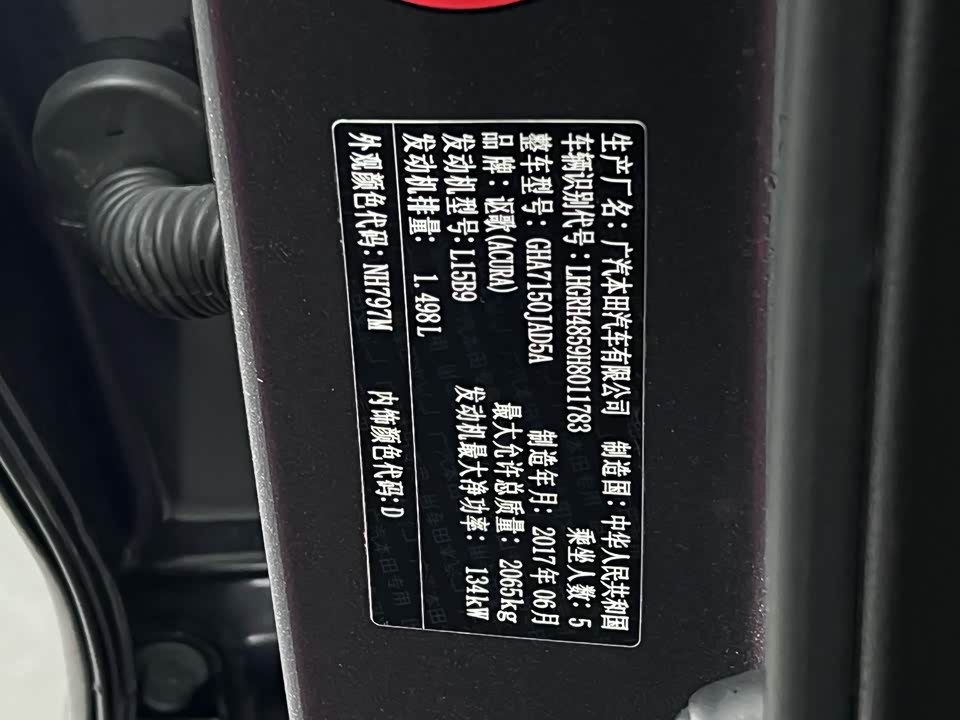 生产厂名：广汽本田汽车有限公司 制造国：中华人民共和国
车辆识别代号：LHGRH4859H8011783 乘坐人数：5
整车型号：GHA7150JAD5A 制造年月：2017年06月
品牌：讴歌(ACURA) 最大允许总质量：2065kg
发动机型号:L15B9 发动机最大净功率：134kW
发动机排量：1.498L
外观颜色代码：NH797M 内饰颜色代码:D